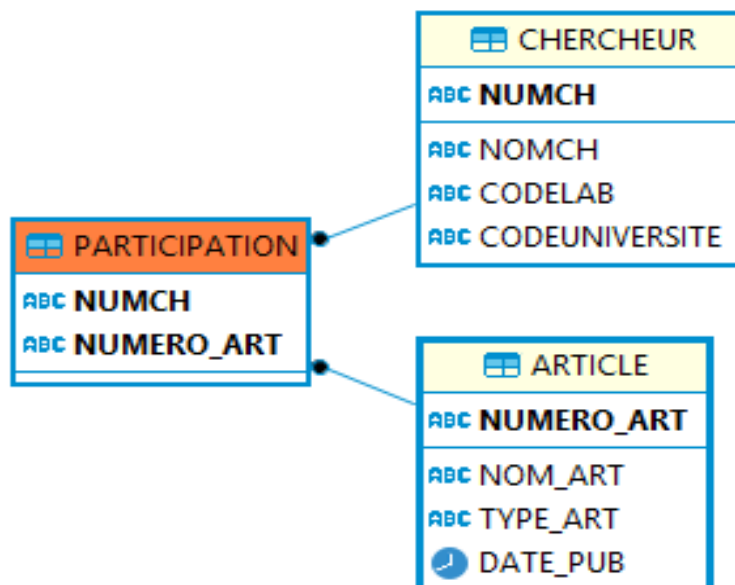 CHERCHEUR
ABC NUMCH
ABC NOMCH
ABC CODELAB
ABC CODEUNIVERSITE
PARTICIPATION
ABC NUMCH
ABC NUMERO_ART
ARTICLE
ABC NUMERO_ART
ABC NOM_ART
ABC TYPE_ART
DATE_PUB